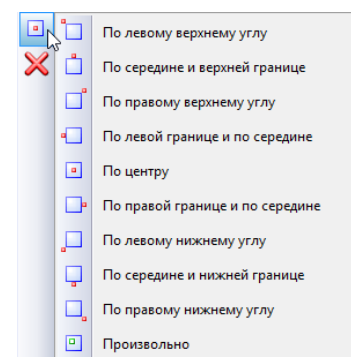 По левому верхнему углу
По середине и верхней границе
По правому верхнему углу
По левой границе и по середине
По центру
По правой границе и по середине
По левому нижнему углу
По середине и нижней границе
По правому нижнему углу
Произвольно